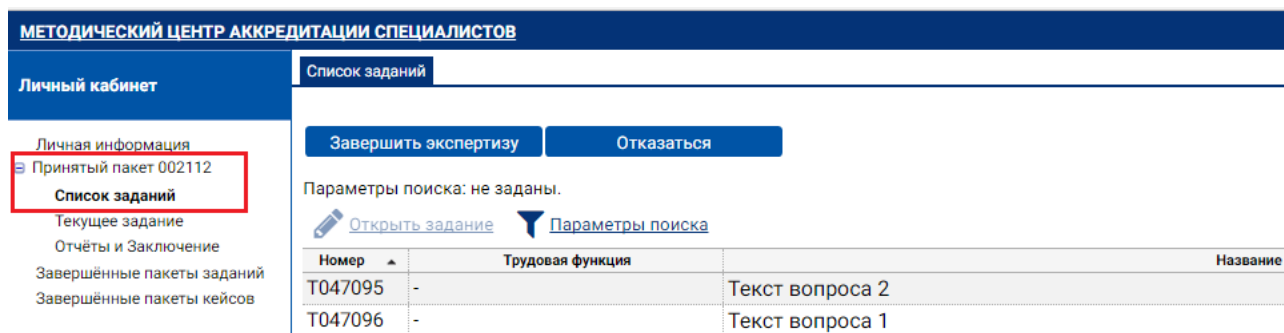 МЕТОДИЧЕСКИЙ ЦЕНТР АККРЕДИТАЦИИ СПЕЦИАЛИСТОВ
Личный кабинет
Личная информация
Принятый пакет 002112
Список заданий
Текущее задание
Отчёты и Заключение
Завершённые пакеты заданий
Завершённые пакеты кейсов
Список заданий
Завершить экспертизу Отказаться
Параметры поиска: не заданы.
Открыть задание Параметры поиска
Номер Трудовая функция Название
T047095 - Текст вопроса 2
T047096 - Текст вопроса 1